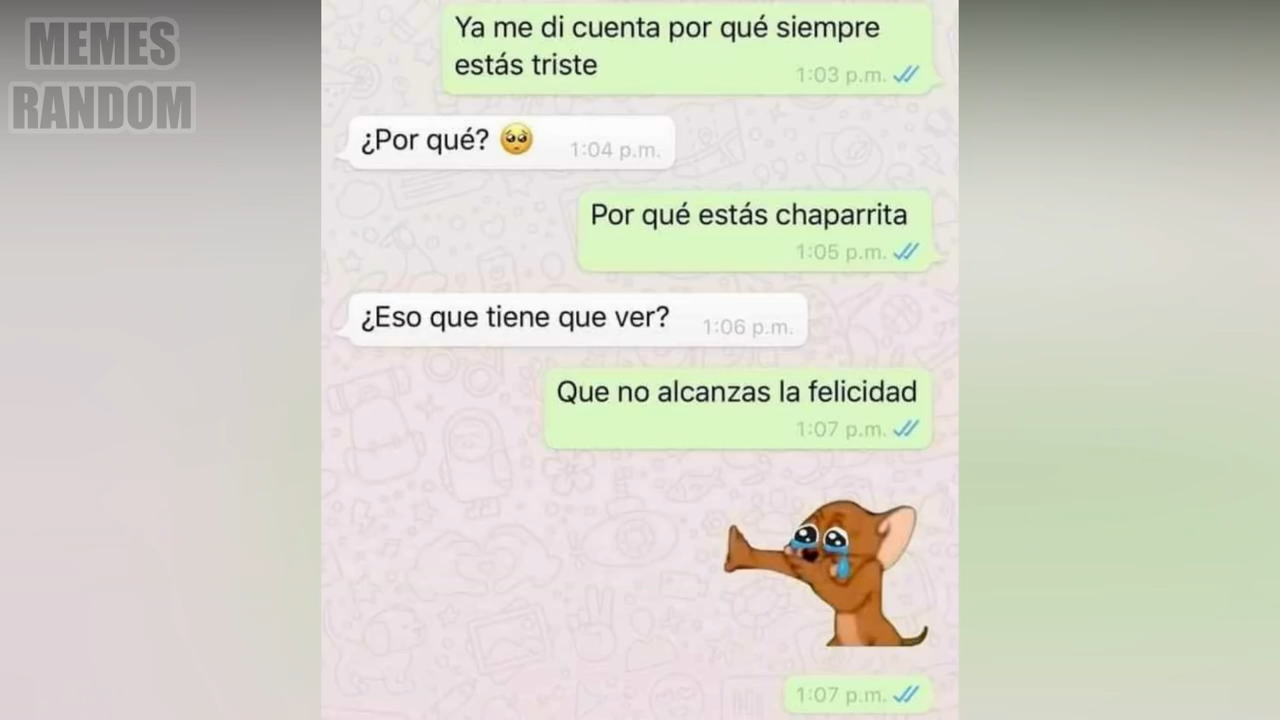 MEMES
RANDOM
Ya me di cuenta por qué siempre
estás triste
1:03 p.m.
¿Por qué? 🥺
1:04 p.m.
Por qué estás chaparrita
1:05 p.m.
¿Eso que tiene que ver?
1:06 p.m.
Que no alcanzas la felicidad
1:07 p.m.
1:07 p.m.